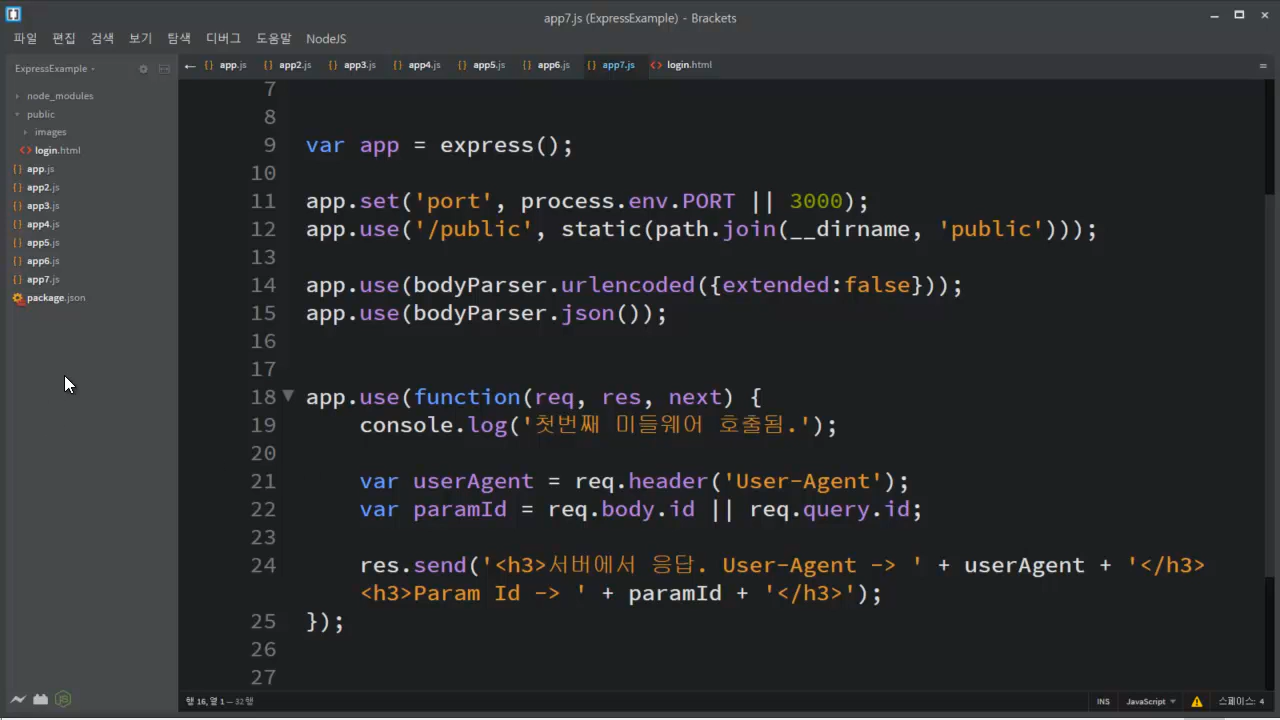 app7.js (ExpressExample) - Brackets
파일 편집 검색 보기 탐색 디버그 도움말 NodeJS
ExpressExample
app.js app2.js app3.js app4.js app5.js app6.js app7.js login.html
node_modules
public
images
login.html
app.js
app2.js
app3.js
app4.js
app5.js
app6.js
app7.js
package.json
7
8
9 var app = express();
10
11 app.set('port', process.env.PORT || 3000);
12 app.use('/public', static(path.join(__dirname, 'public')));
13
14 app.use(bodyParser.urlencoded({extended:false}));
15 app.use(bodyParser.json());
16
17
18 app.use(function(req, res, next) {
19 console.log('첫번째 미들웨어 호출됨.');
20
21 var userAgent = req.header('User-Agent');
22 var paramId = req.body.id || req.query.id;
23
24 res.send('<h3>서버에서 응답. User-Agent -> ' + userAgent + '</h3>
<h3>Param Id -> ' + paramId + '</h3>');
25 });
26
27
행 16, 열 1 — 32 행 INS JavaScript 스페이스: 4